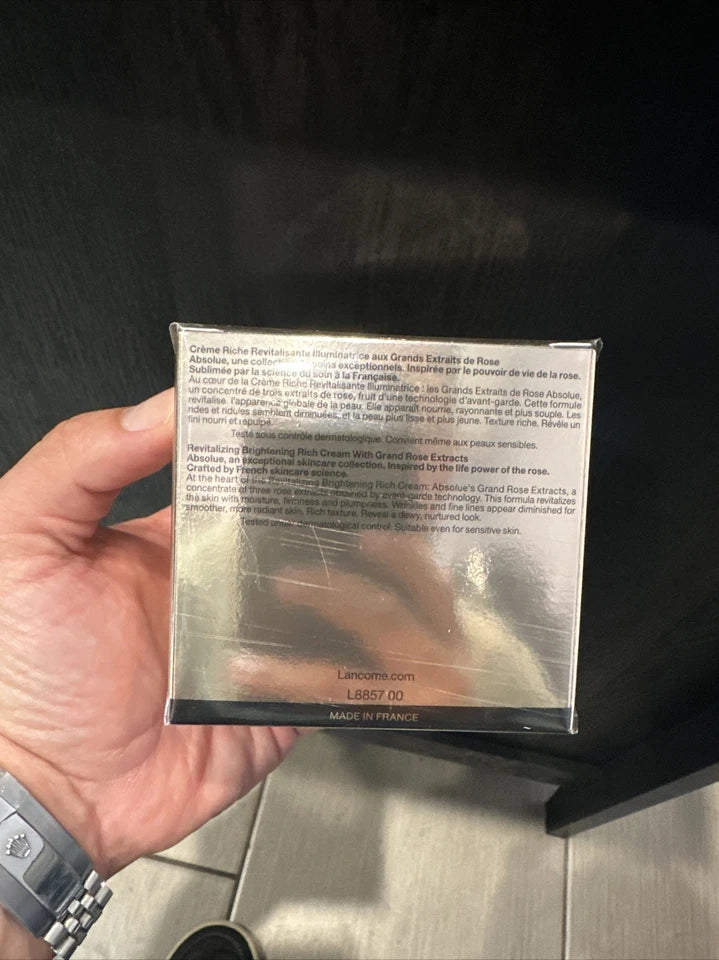 Crème Riche Revitalisante Illuminatrice aux Grands Extraits de Rose
Absolue, une collection soins exceptionnels. Inspirée par le pouvoir de vie de la rose.
Sublimée par la science du soin à la Française.
Au cœur de la Crème Riche Revitalisante Illuminatrice : les Grands Extraits de Rose Absolue,
un concentré de trois extraits de rose, fruit d'une technologie d'avant-garde. Cette formule
revitalise l'apparence globale de la peau. Elle apparaît nourrie, rayonnante et plus souple. Les
rides et ridules semblent diminuées, et la peau plus lisse et plus jeune. Texture riche. Révèle un
fini nourri et repulpé.
Testé sous contrôle dermatologique. Convient même aux peaux sensibles.
Revitalizing Brightening Rich Cream With Grand Rose Extracts
Absolue, an exceptional skincare collection. Inspired by the life power of the rose.
Crafted by French skincare science.
At the heart of the Revitalizing Brightening Rich Cream: Absolue's Grand Rose Extracts, a
concentrate of three rose extracts obtained by avant-garde technology. This formula revitalizes
the skin with moisture, firmness and plumpness. Wrinkles and fine lines appear diminished for
smoother, more radiant skin. Rich texture. Reveal a dewy, nurtured look.
Tested under dermatological control. Suitable even for sensitive skin.
Lancome.com
L8857 00
MADE IN FRANCE